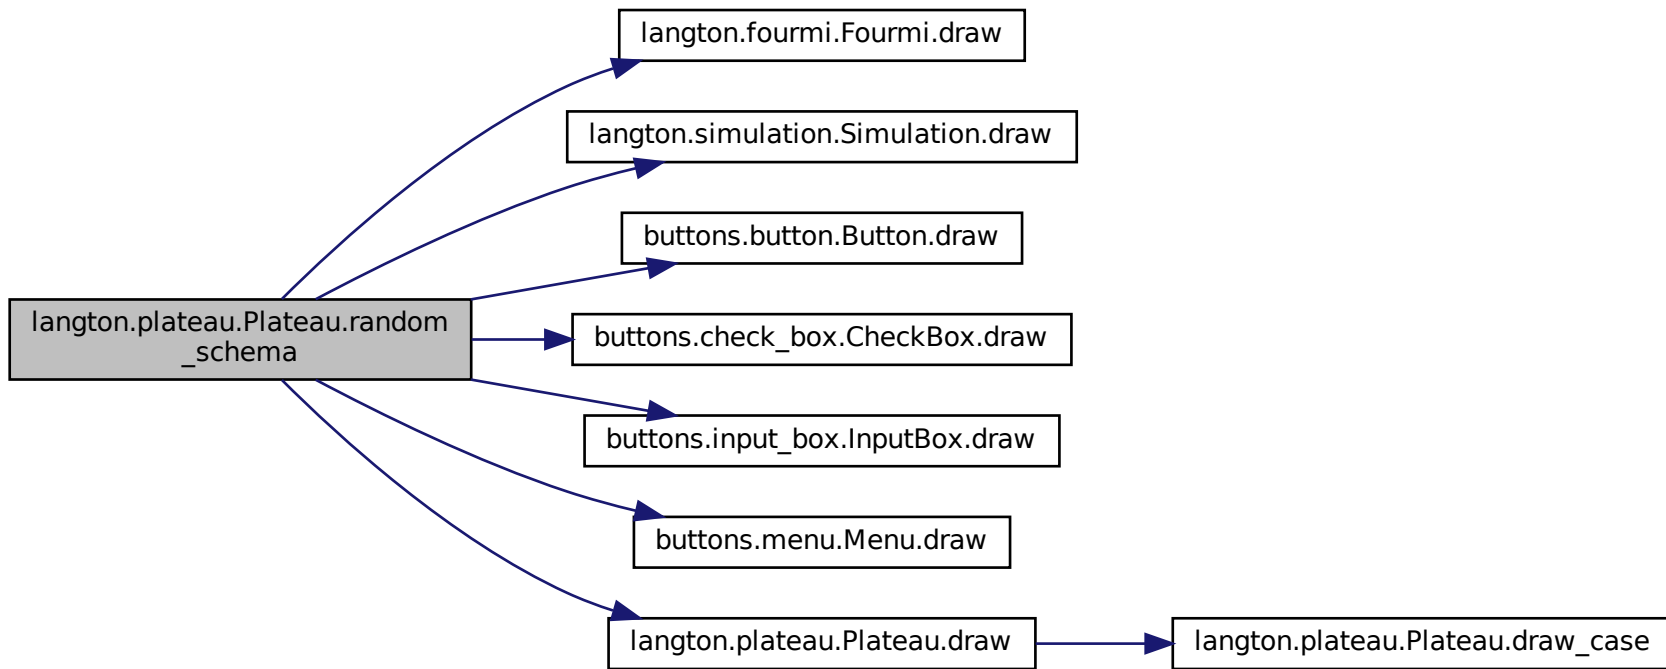 langton.fourmi.Fourmi.draw
langton.simulation.Simulation.draw
buttons.button.Button.draw
langton.plateau.Plateau.random
_schema
buttons.check_box.CheckBox.draw
buttons.input_box.InputBox.draw
buttons.menu.Menu.draw
langton.plateau.Plateau.draw
langton.plateau.Plateau.draw_case